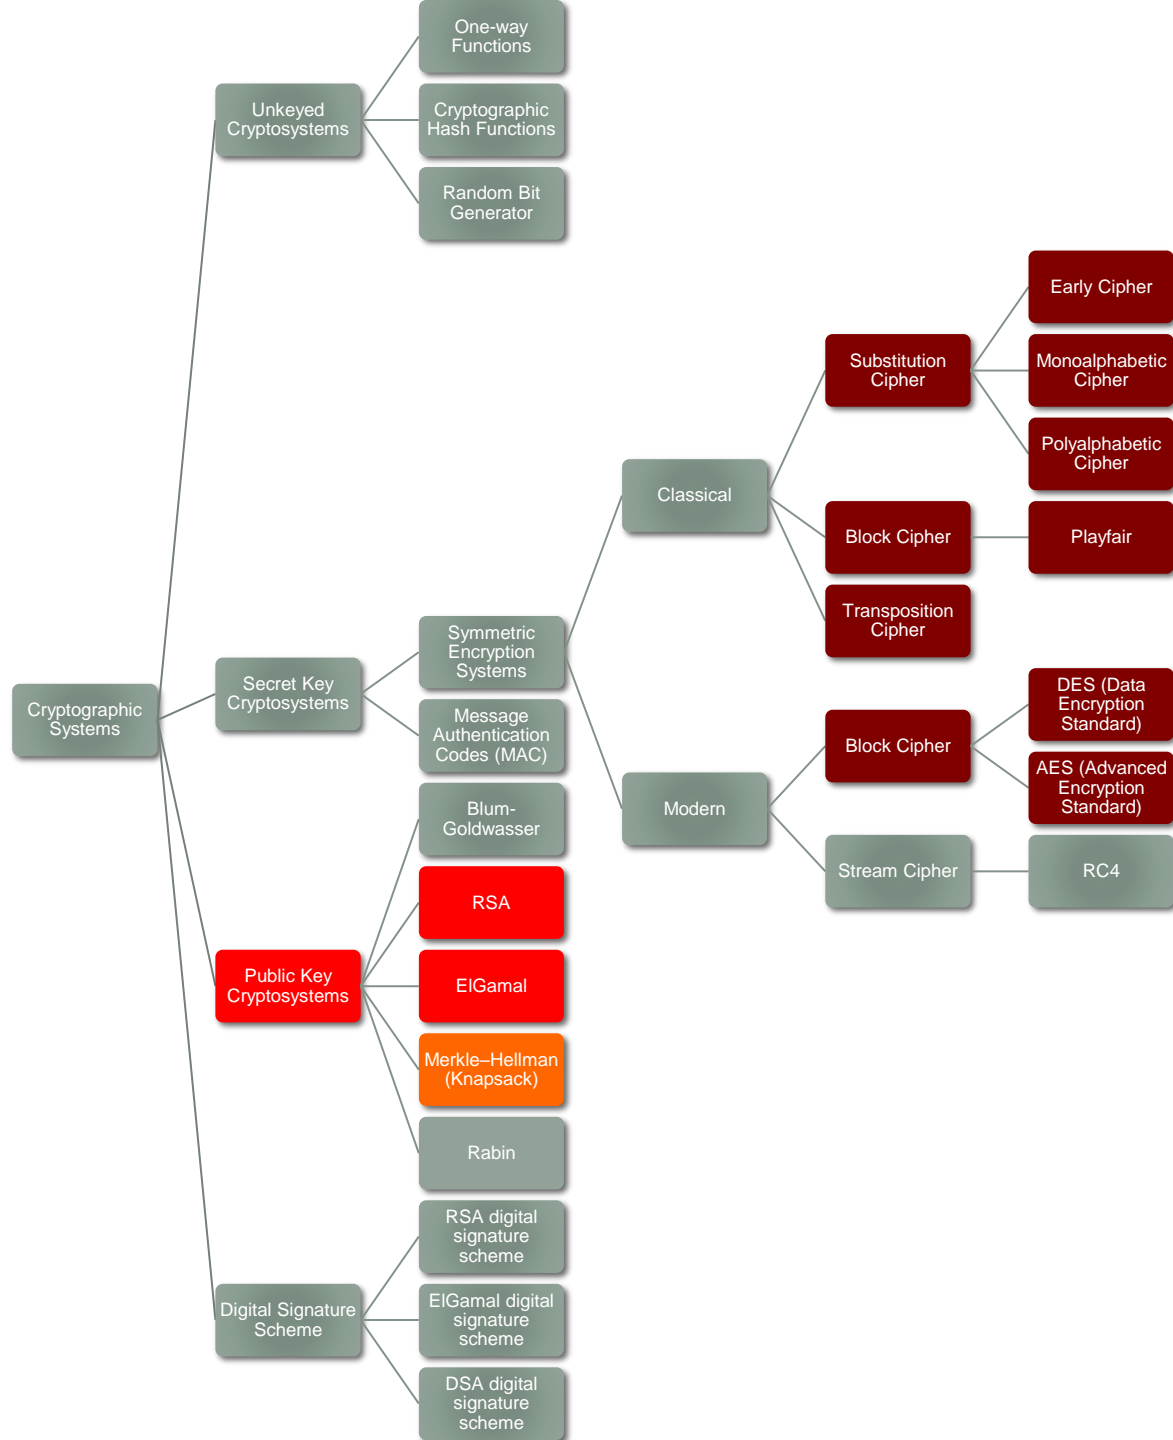 One-way
Functions
Unkeyed
Cryptosystems
Cryptographic
Hash Functions
Random Bit
Generator
Early Cipher
Substitution
Cipher
Monoalphabetic
Cipher
Polyalphabetic
Cipher
Classical
Block Cipher
Playfair
Transposition
Cipher
Symmetric
Encryption
Systems
Secret Key
Cryptosystems
Cryptographic
Systems
Message
Authentication
Codes (MAC)
DES (Data
Encryption
Standard)
Block Cipher
AES (Advanced
Encryption
Standard)
Modern
Stream Cipher
RC4
Blum-
Goldwasser
RSA
Public Key
Cryptosystems
ElGamal
Merkle–Hellman
(Knapsack)
Rabin
RSA digital
signature
scheme
Digital Signature
Scheme
ElGamal digital
signature
scheme
DSA digital
signature
scheme